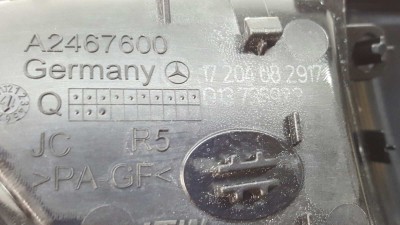 A2467600
Germany
17 204 08 2917
Q
JC R5
>PA-GF<